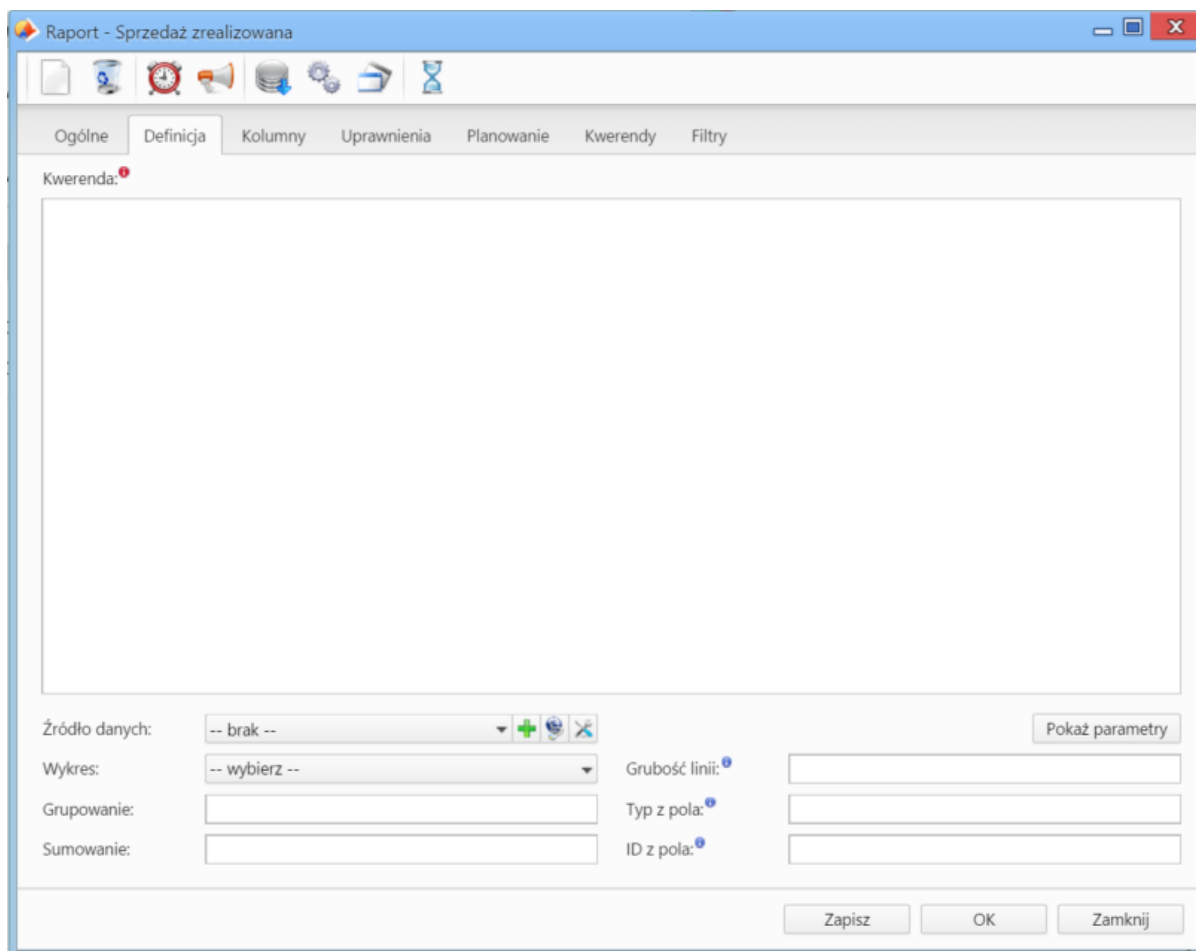 Raport - Sprzedaż zrealizowana
Ogólne Definicja Kolumny Uprawnienia Planowanie Kwerendy Filtry
Kwerenda:
Źródło danych: -- brak -- Pokaż parametry
Wykres: -- wybierz -- Grubość linii:
Grupowanie: Typ z pola:
Sumowanie: ID z pola:
Zapisz OK Zamknij